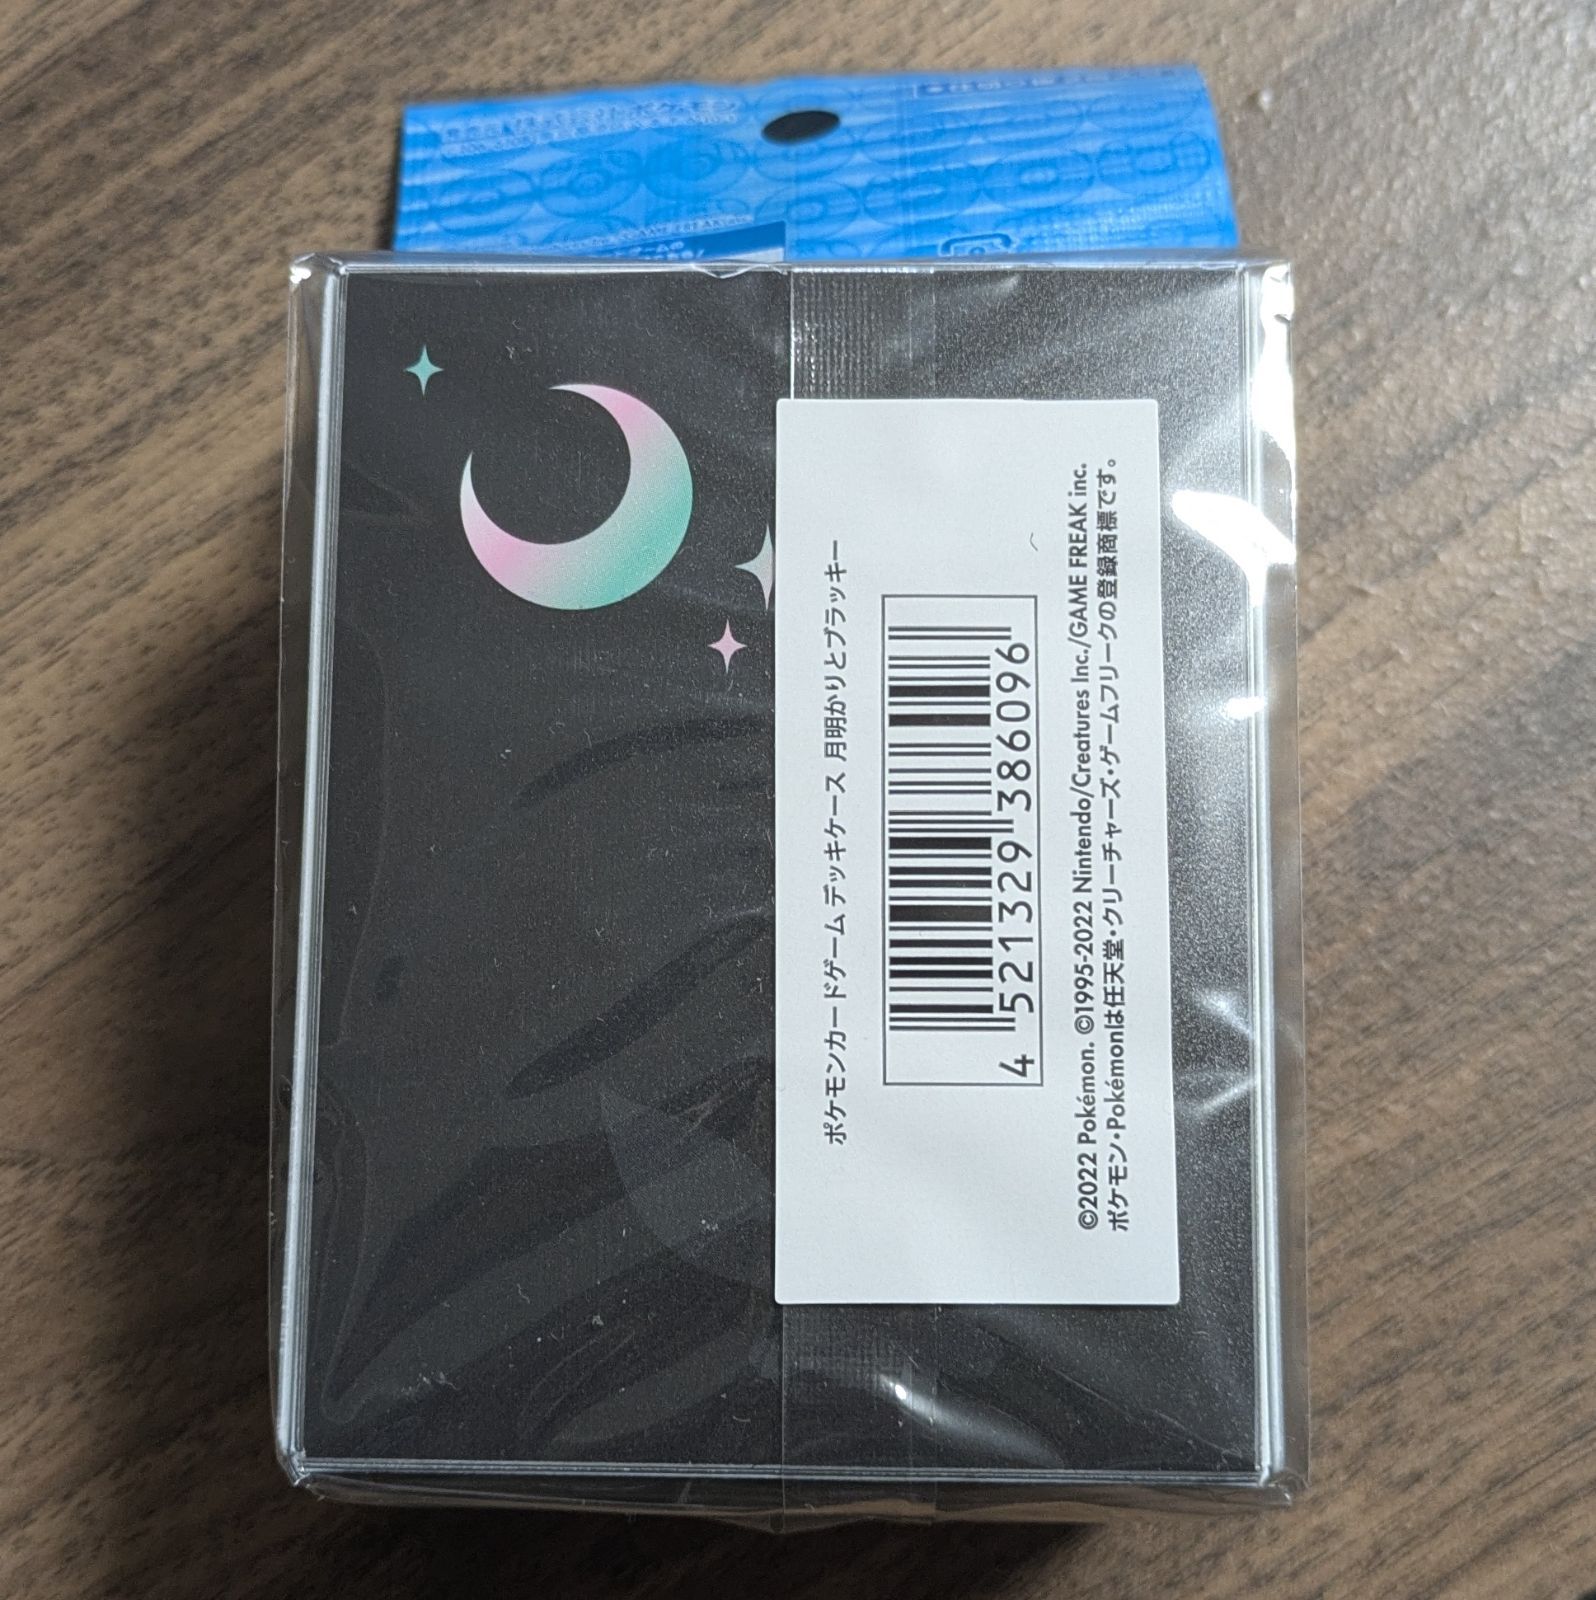 ポケモンカードゲーム デッキケース 月明かりとブラッキー
4 521329 386096
©2022 Pokémon. ©1995-2022 Nintendo/Creatures Inc./GAME FREAK inc.
ポケモン・Pokémonは任天堂・クリーチャーズ・ゲームフリークの登録商標です。